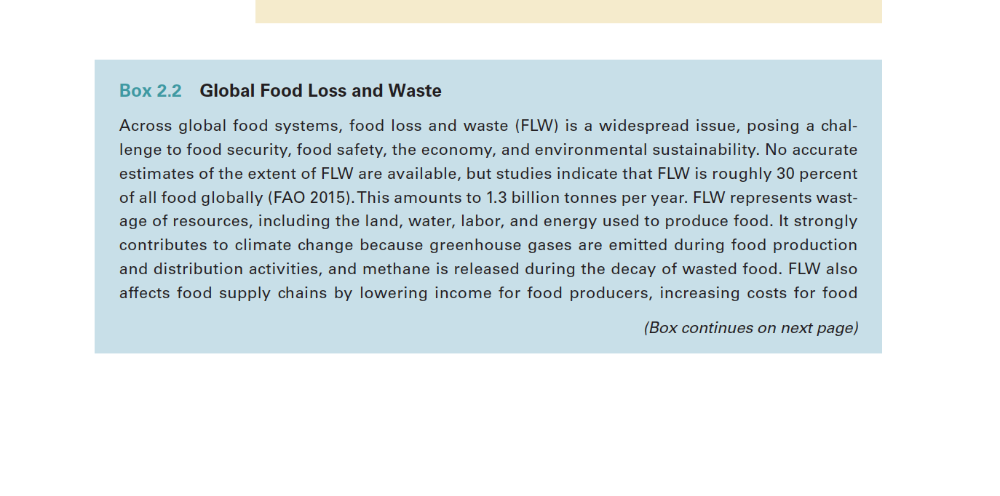 Box 2.2 Global Food Loss and Waste
Across global food systems, food loss and waste (FLW) is a widespread issue, posing a chal-
lenge to food security, food safety, the economy, and environmental sustainability. No accurate
estimates of the extent of FLW are available, but studies indicate that FLW is roughly 30 percent
of all food globally (FAO 2015). This amounts to 1.3 billion tonnes per year. FLW represents wast-
age of resources, including the land, water, labor, and energy used to produce food. It strongly
contributes to climate change because greenhouse gases are emitted during food production
and distribution activities, and methane is released during the decay of wasted food. FLW also
affects food supply chains by lowering income for food producers, increasing costs for food
(Box continues on next page)